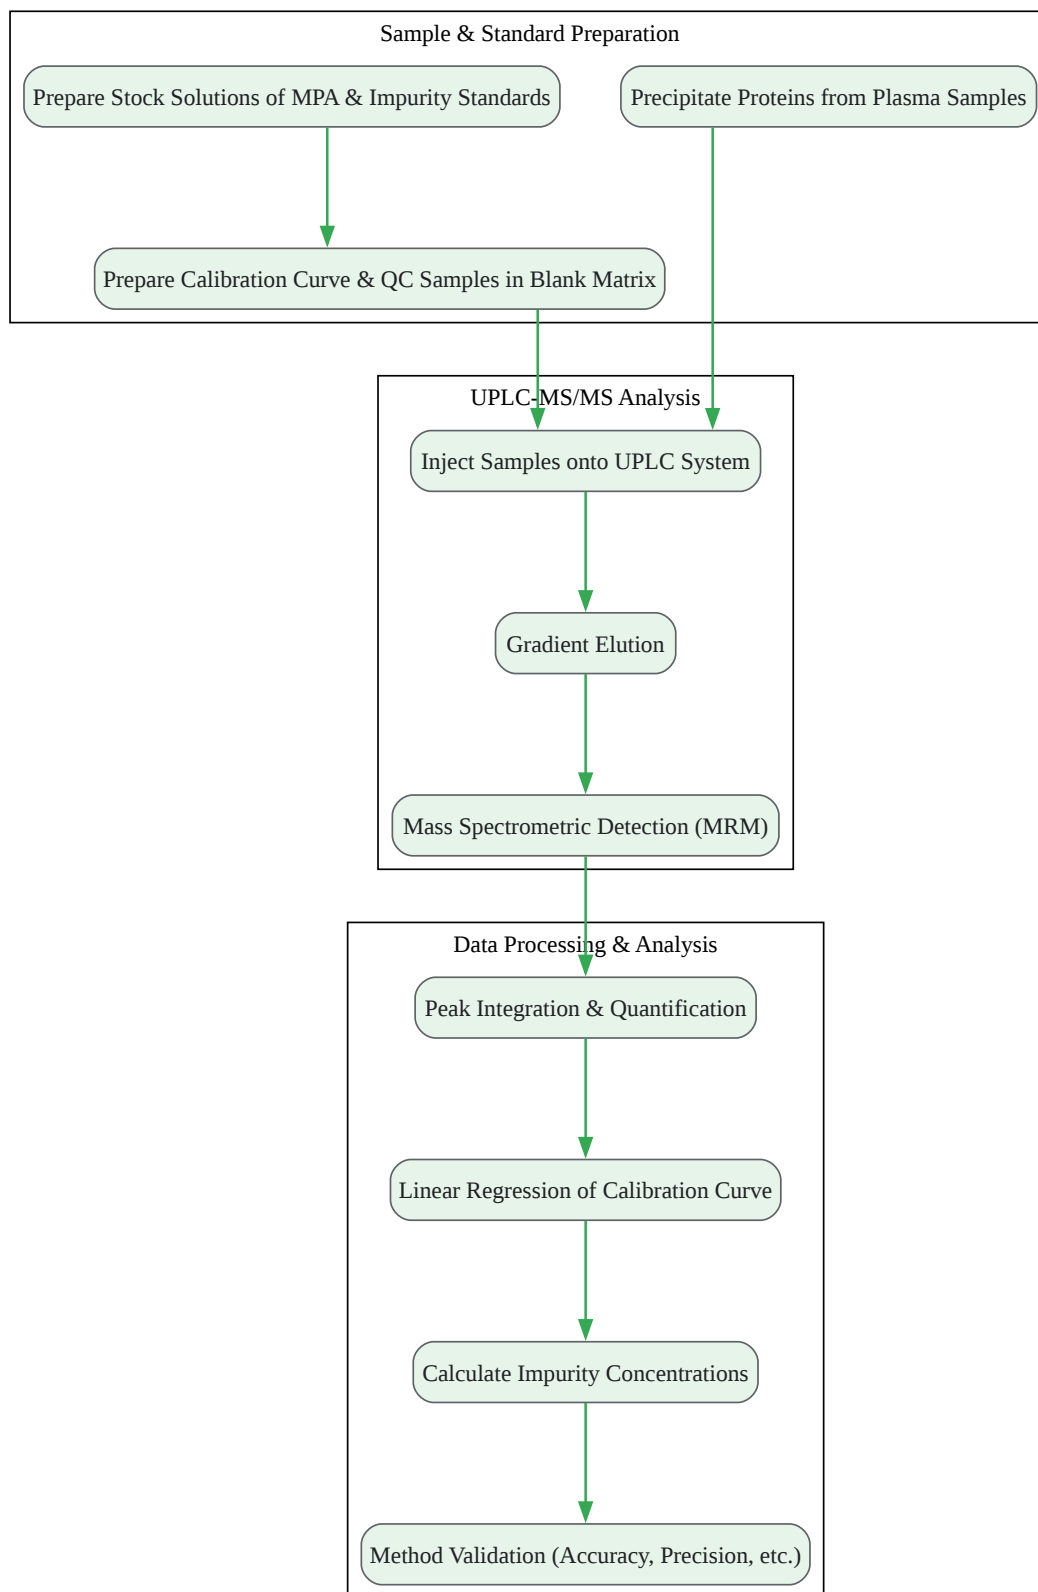 Sample & Standard Preparation
Prepare Stock Solutions of MPA & Impurity Standards
Precipitate Proteins from Plasma Samples
Prepare Calibration Curve & QC Samples in Blank Matrix
UPLC-MS/MS Analysis
Inject Samples onto UPLC System
Gradient Elution
Mass Spectrometric Detection (MRM)
Data Processing & Analysis
Peak Integration & Quantification
Linear Regression of Calibration Curve
Calculate Impurity Concentrations
Method Validation (Accuracy, Precision, etc.)